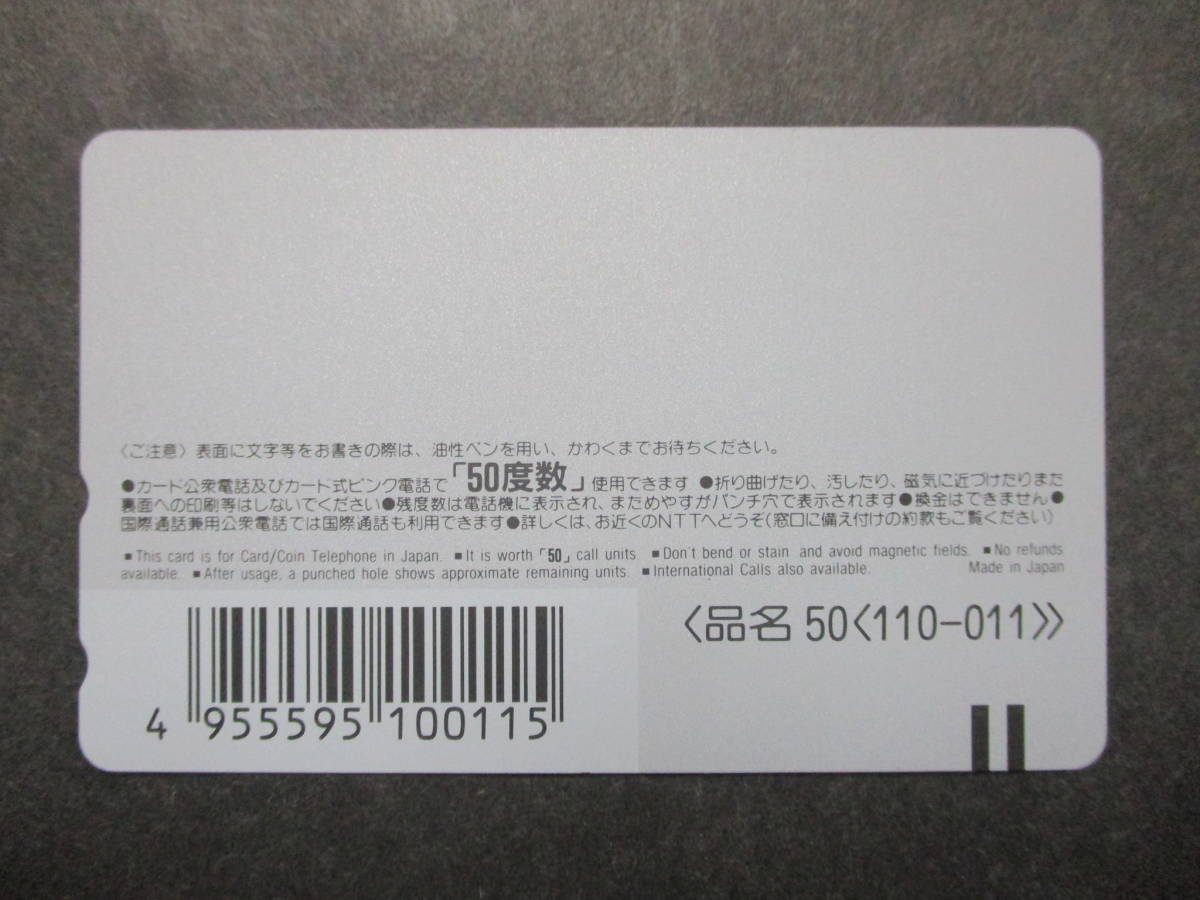 〈ご注意〉表面に文字等をお書きの際は、油性ペンを用い、かわくまでお待ちください。
●カード公衆電話及びカード式ピンク電話で「50度数」使用できます ●折り曲げたり、汚したり、磁気に近づけたりまた
裏面への印刷等はしないでください●残度数は電話機に表示され、まためやすがパンチ穴で表示されます●換金はできません●
国際通話兼用公衆電話では国際通話も利用できます●詳しくは、お近くのNTTへどうぞ(窓口に備え付けの約款もご覧ください)
■This card is for Card/Coin Telephone in Japan. ■It is worth「50」call units. ■Don't bend or stain and avoid magnetic fields. ■No refunds
available. ■After usage, a punched hole shows approximate remaining units. ■International Calls also available. Made in Japan
〈品名 50〈110-011〉〉
4 955595 100115